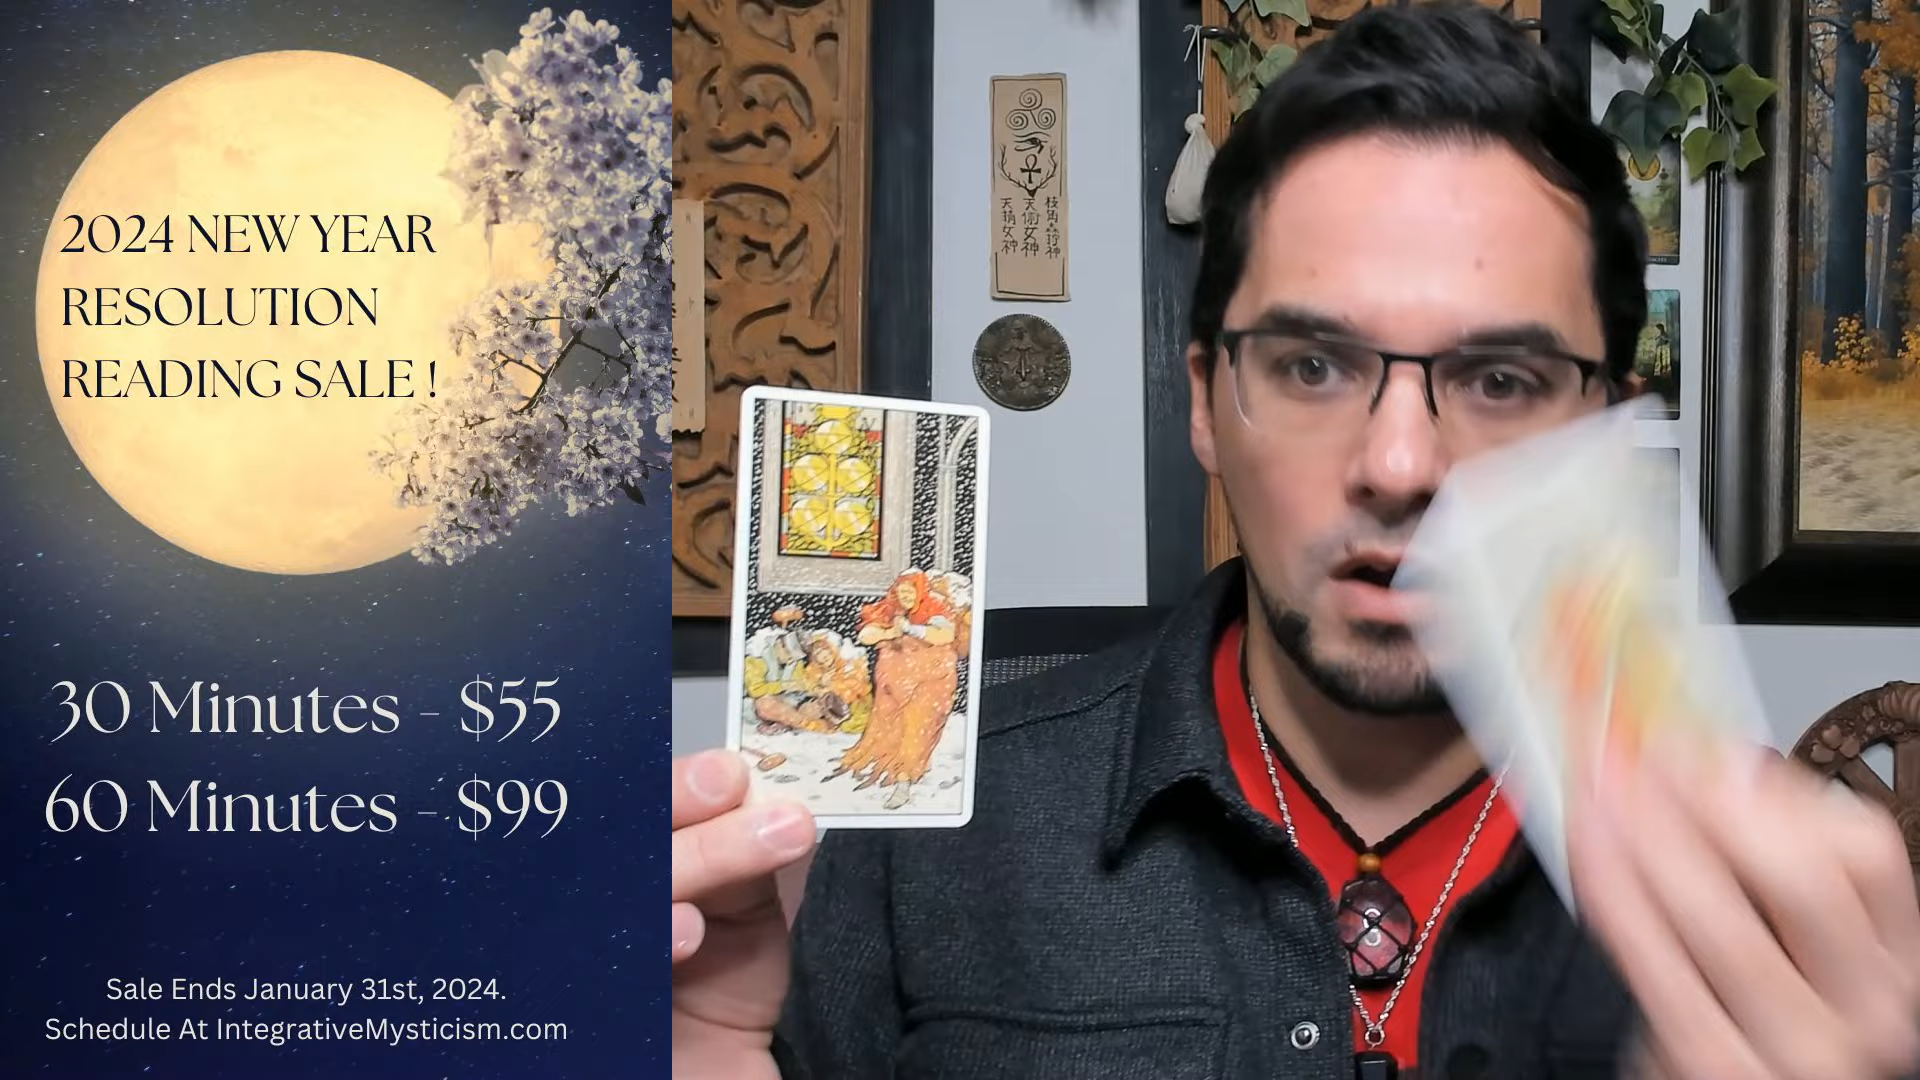 2024 NEW YEAR
RESOLUTION
READING SALE !
30 Minutes - $55
60 Minutes - $99
Sale Ends January 31st, 2024.
Schedule At IntegrativeMysticism.com